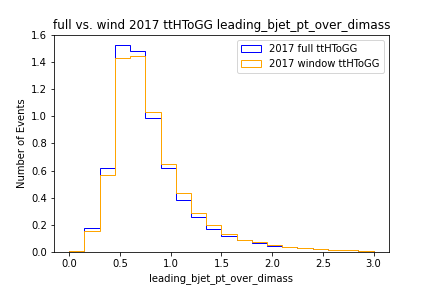 full vs. wind 2017 ttHToGG leading_bjet_pt_over_dimass
2017 full ttHToGG
2017 window ttHToGG
Number of Events
1.6
1.4
1.2
1.0
0.8
0.6
0.4
0.2
0.0
0.0 0.5 1.0 1.5 2.0 2.5 3.0
leading_bjet_pt_over_dimass